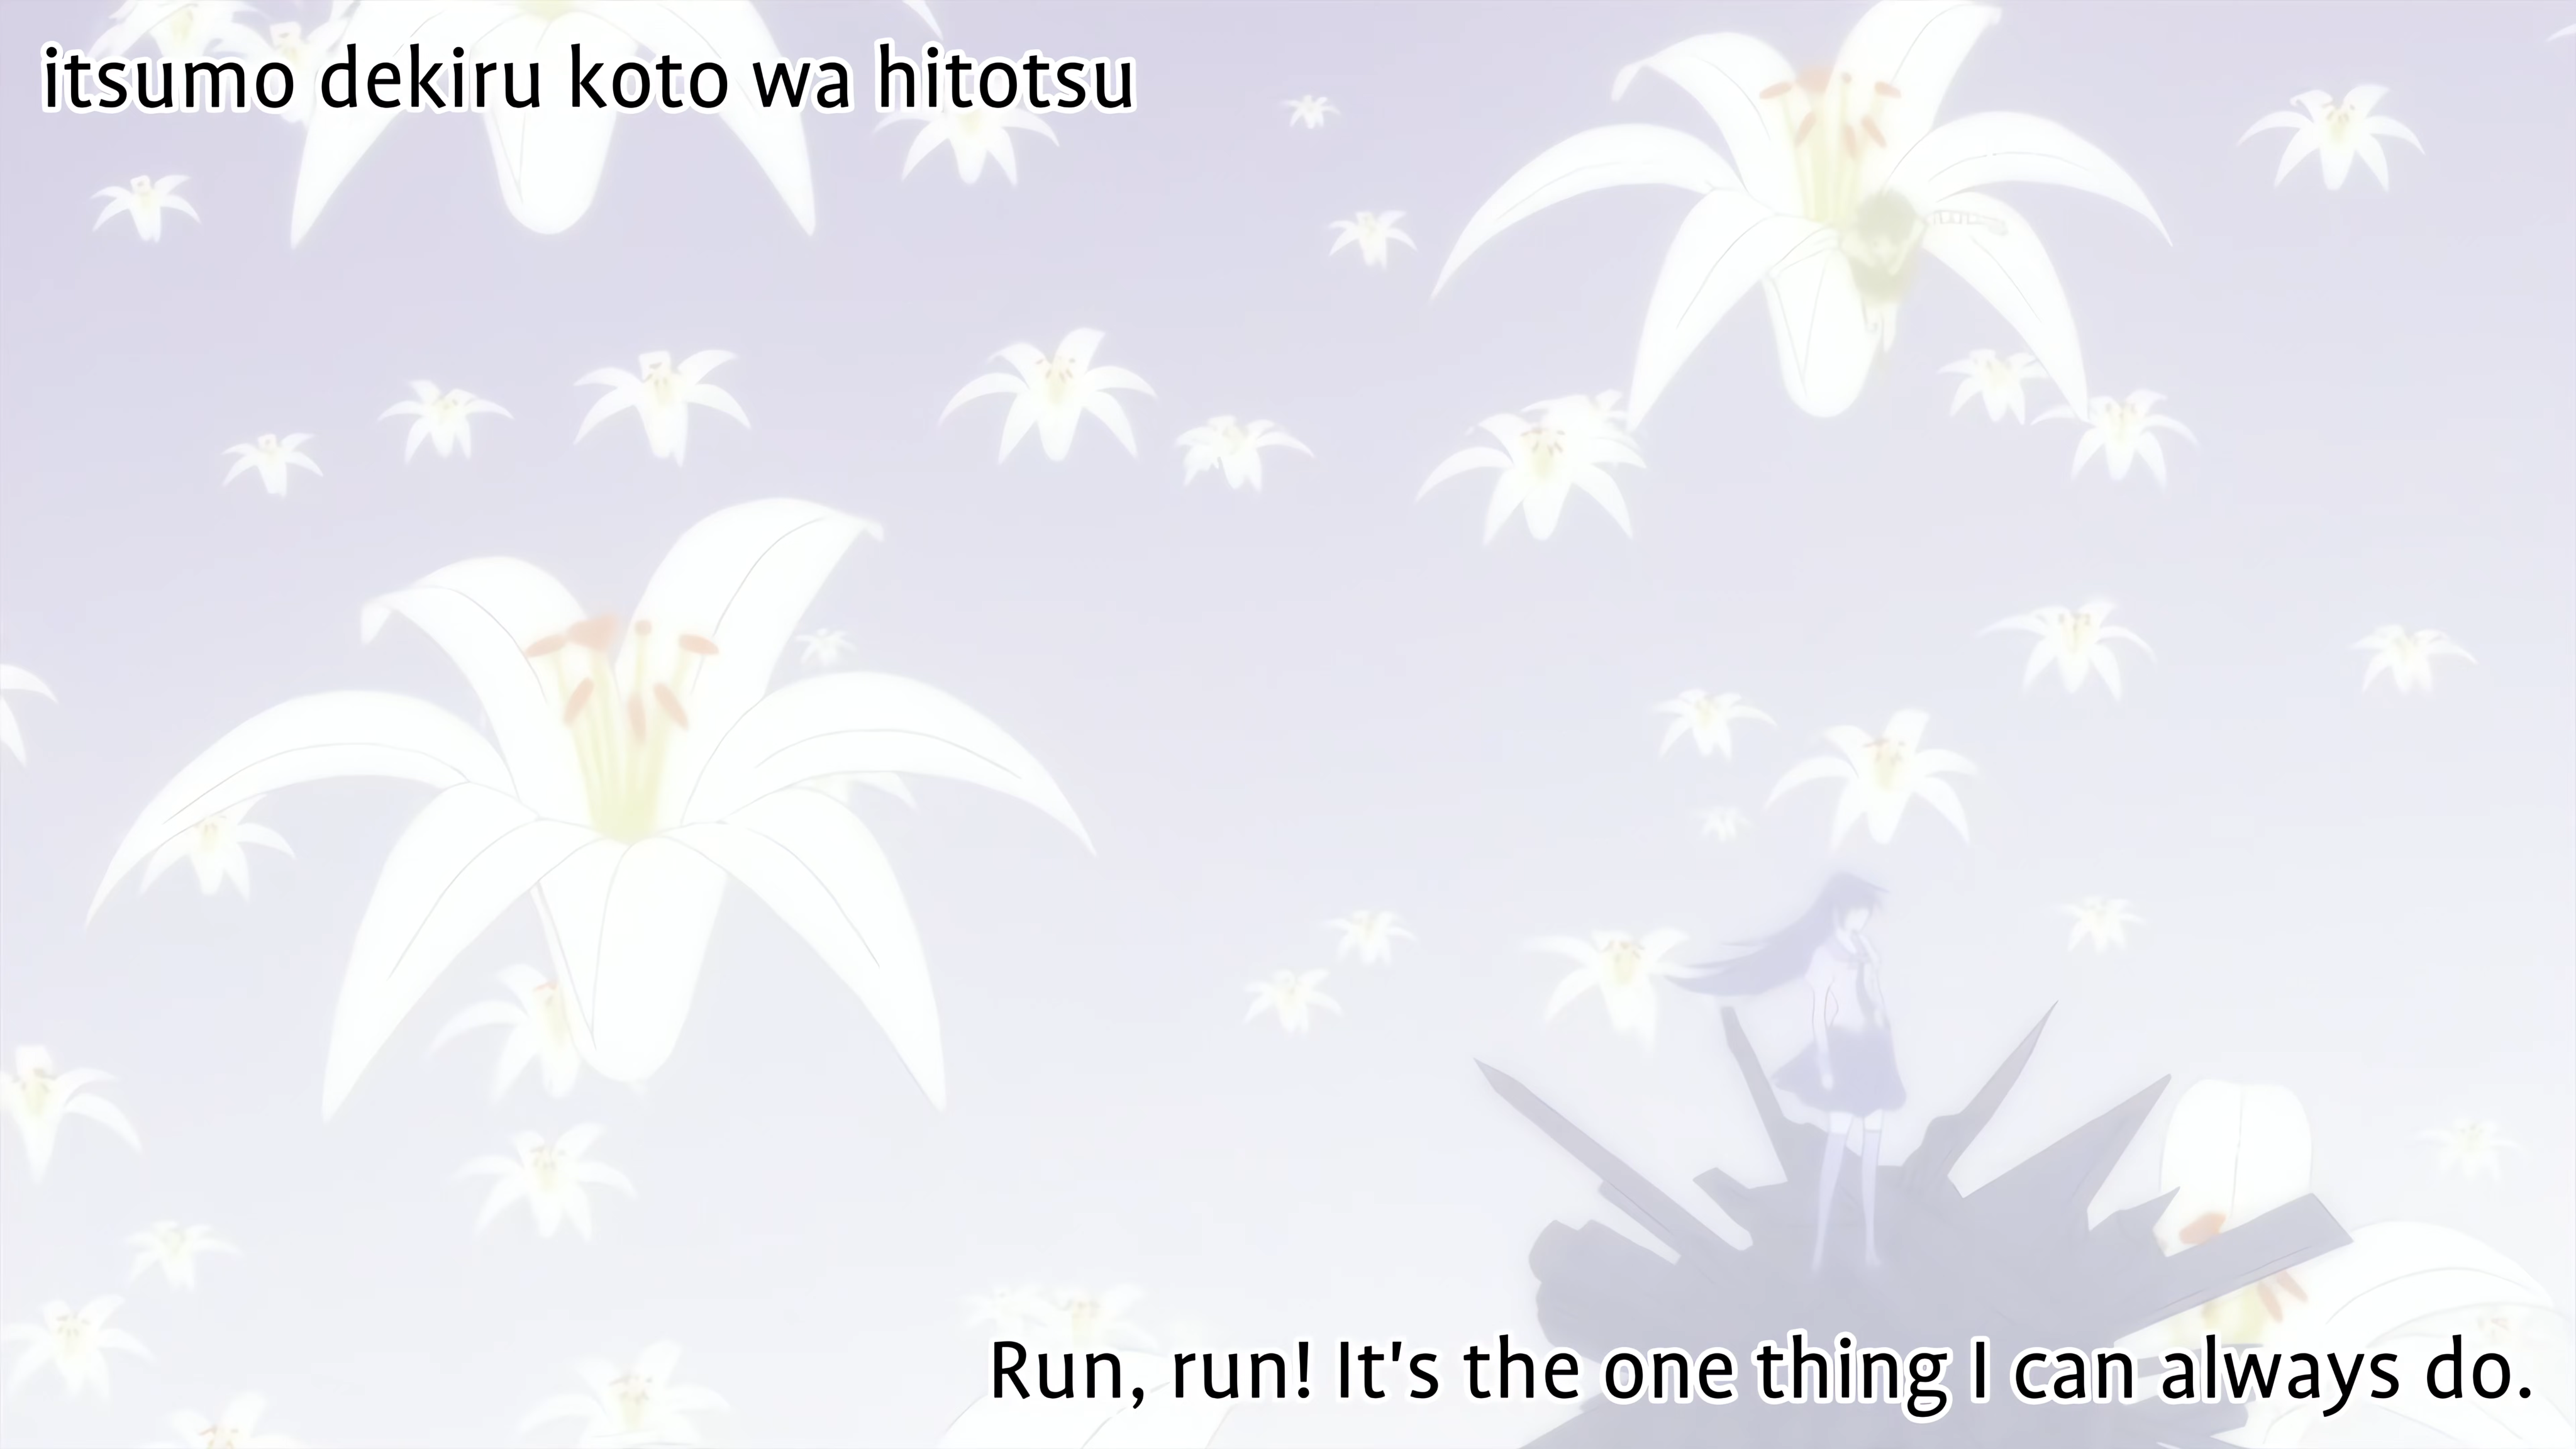 itsumo dekiru koto wa hitotsu
Run, run! It's the one thing I can always do.